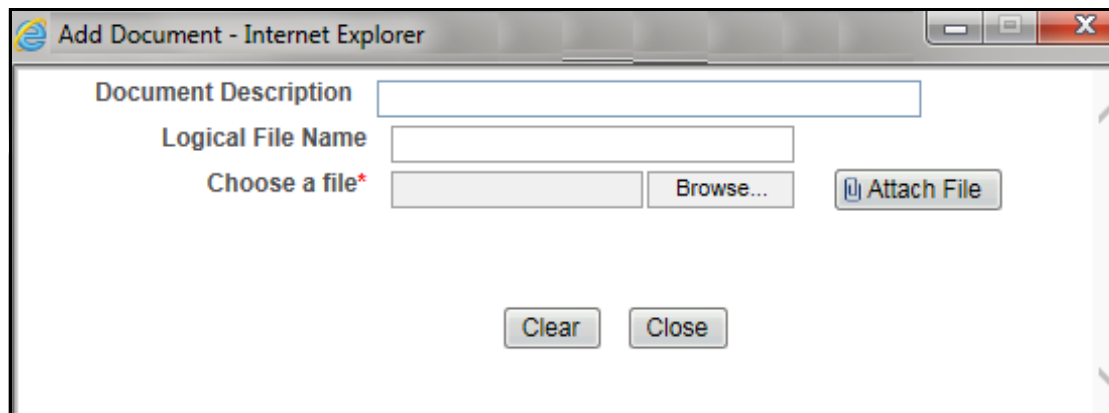 Add Document - Internet Explorer
Document Description
Logical File Name
Choose a file* Browse... Attach File
Clear Close